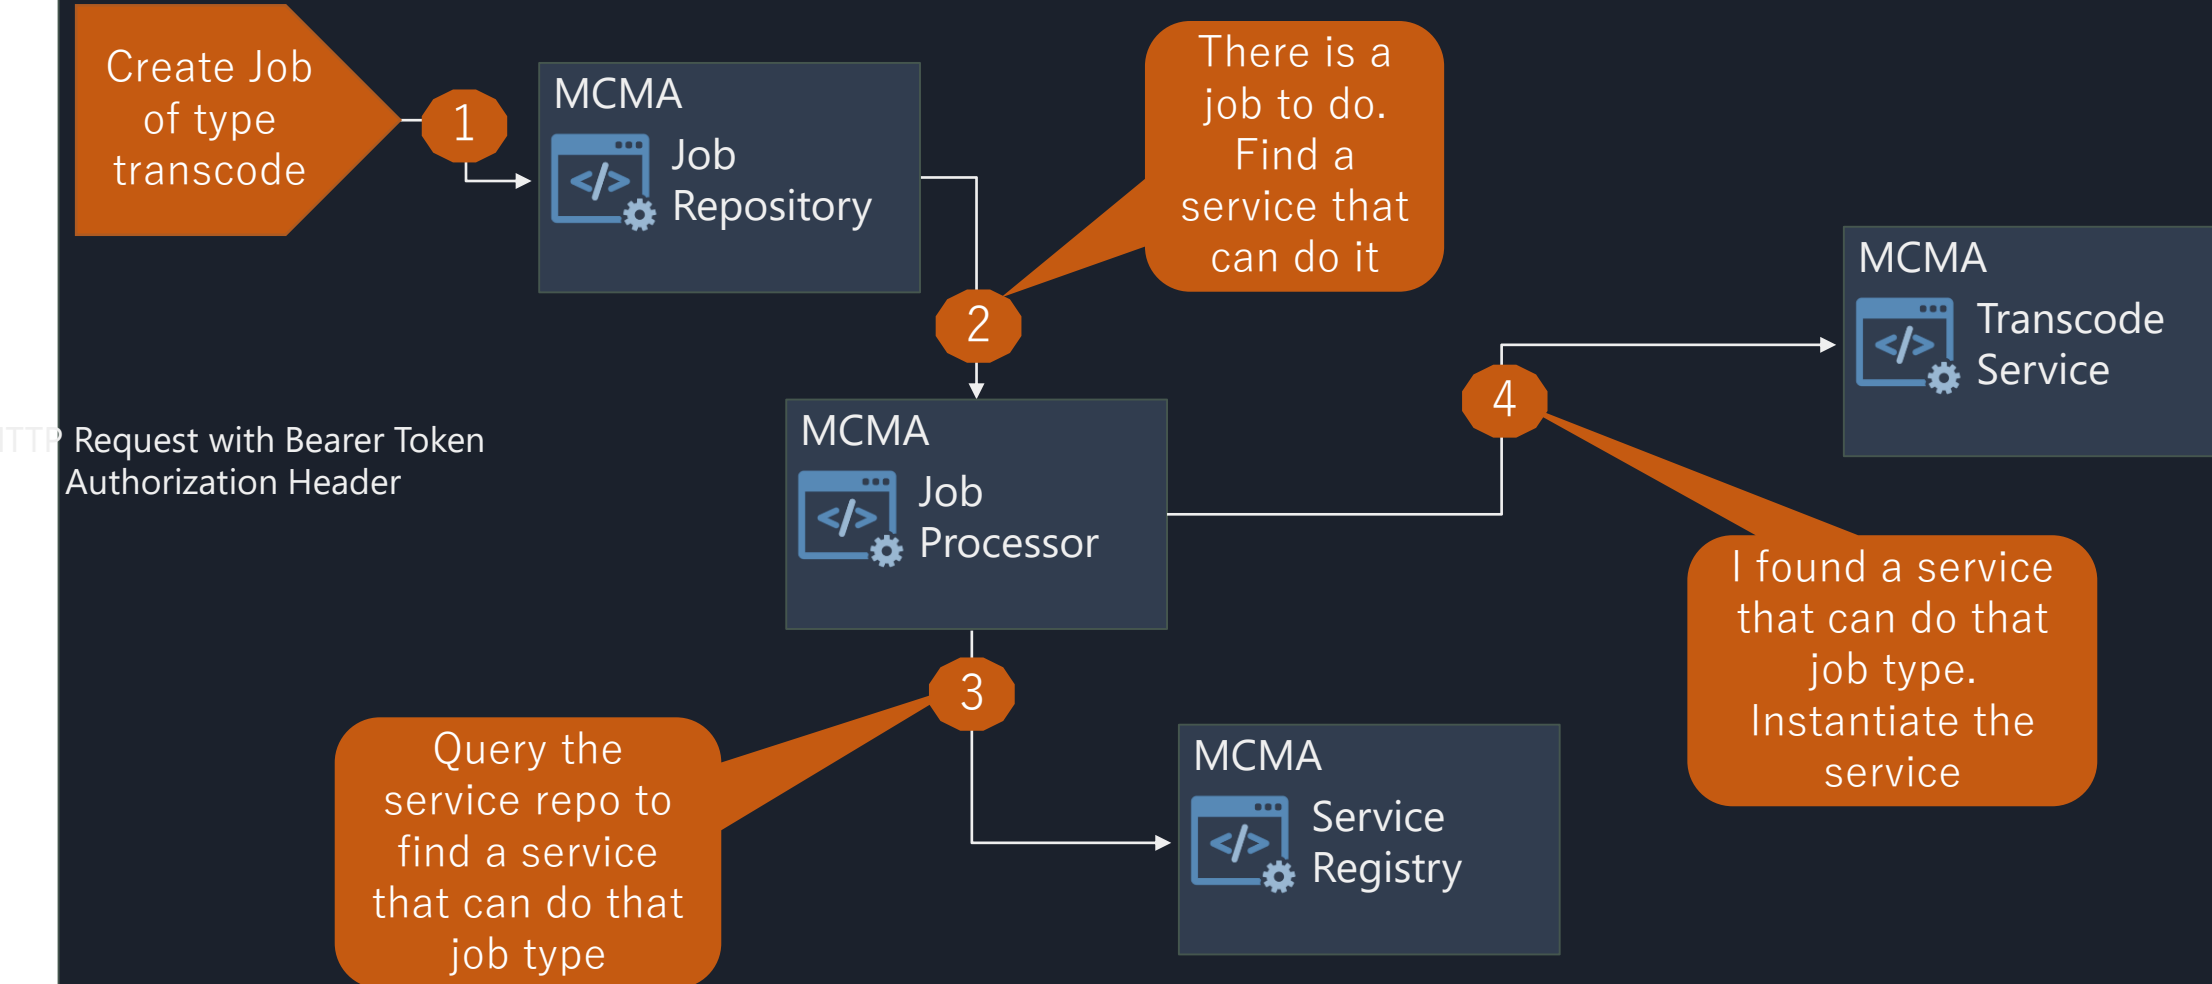 Create Job
of type
transcode
1
MCMA
Job
Repository
There is a
job to do.
Find a
service that
can do it
2
MCMA
Transcode
Service
4
HTTP Request with Bearer Token
Authorization Header
MCMA
Job
Processor
I found a service
that can do that
job type.
Instantiate the
service
3
Query the
service repo to
find a service
that can do that
job type
MCMA
Service
Registry